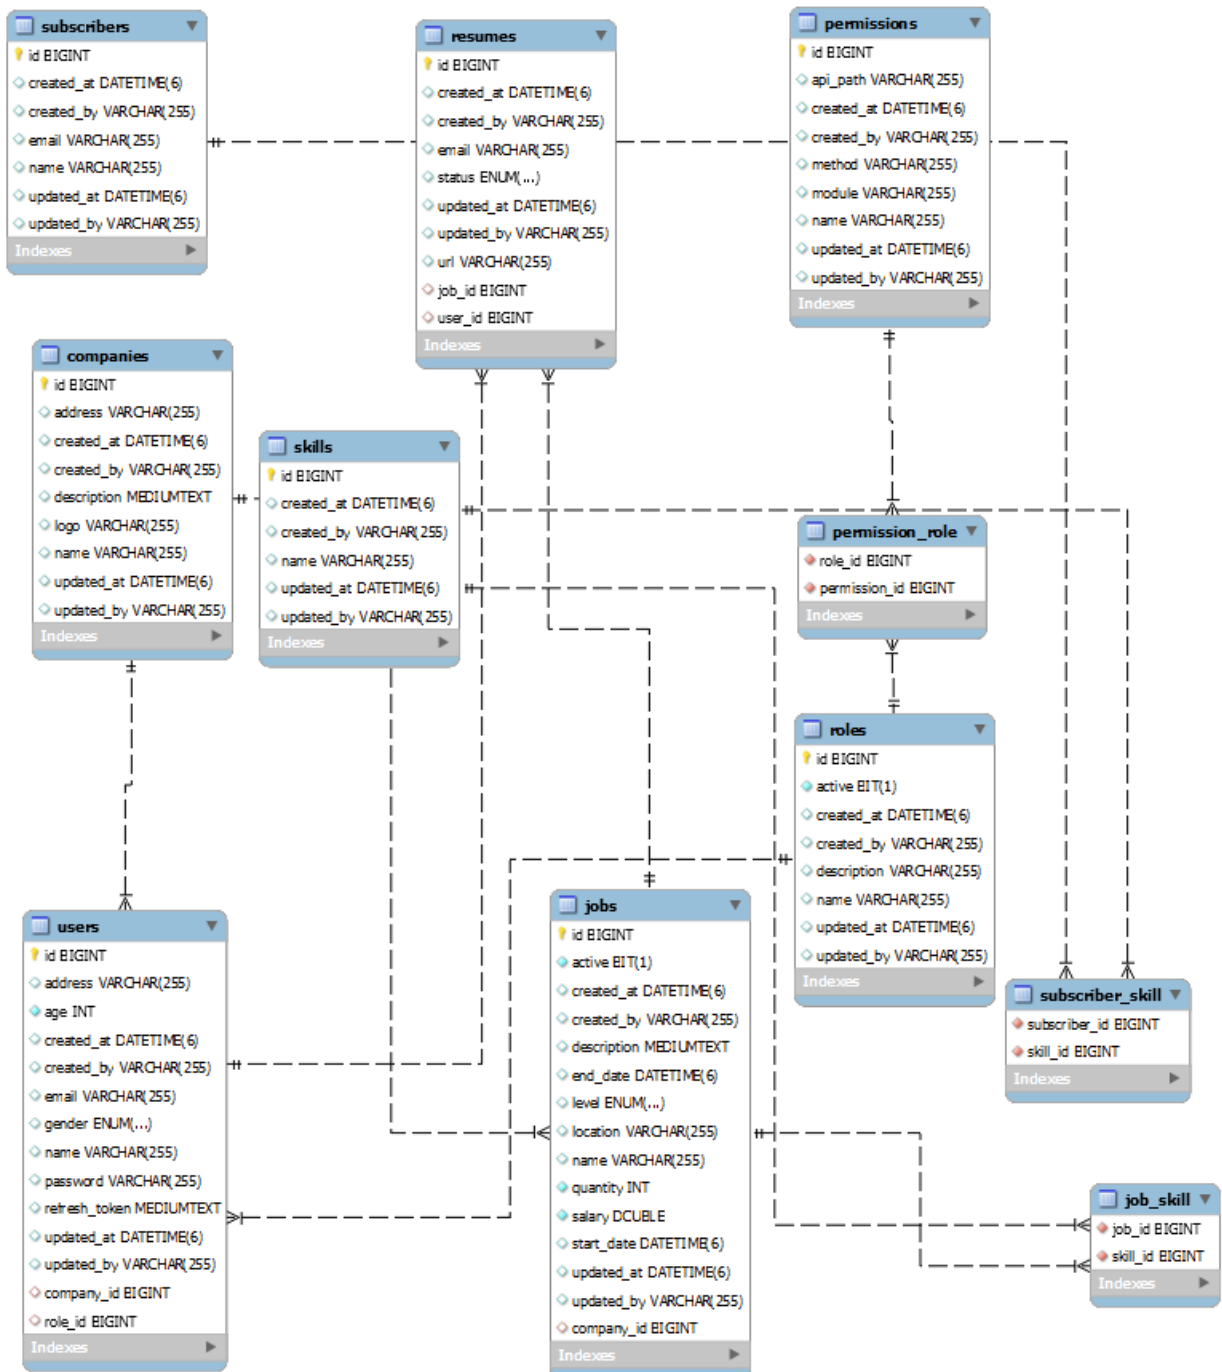 subscribers
id BIGINT
created_at DATETIME(6)
created_by VARCHAR(255)
email VARCHAR(255)
name VARCHAR(255)
updated_at DATETIME(6)
updated_by VARCHAR(255)
Indexes
resumes
id BIGINT
created_at DATETIME(6)
created_by VARCHAR(255)
email VARCHAR(255)
status ENUM(...)
updated_at DATETIME(6)
updated_by VARCHAR(255)
url VARCHAR(255)
job_id BIGINT
user_id BIGINT
Indexes
permissions
id BIGINT
api_path VARCHAR(255)
created_at DATETIME(6)
created_by VARCHAR(255)
method VARCHAR(255)
module VARCHAR(255)
name VARCHAR(255)
updated_at DATETIME(6)
updated_by VARCHAR(255)
Indexes
companies
id BIGINT
address VARCHAR(255)
created_at DATETIME(6)
created_by VARCHAR(255)
description MEDIUMTEXT
logo VARCHAR(255)
name VARCHAR(255)
updated_at DATETIME(6)
updated_by VARCHAR(255)
Indexes
skills
id BIGINT
created_at DATETIME(6)
created_by VARCHAR(255)
name VARCHAR(255)
updated_at DATETIME(6)
updated_by VARCHAR(255)
Indexes
permission_role
role_id BIGINT
permission_id BIGINT
Indexes
roles
id BIGINT
active BIT(1)
created_at DATETIME(6)
created_by VARCHAR(255)
description VARCHAR(255)
name VARCHAR(255)
updated_at DATETIME(6)
updated_by VARCHAR(255)
Indexes
users
id BIGINT
address VARCHAR(255)
age INT
created_at DATETIME(6)
created_by VARCHAR(255)
email VARCHAR(255)
gender ENUM(...)
name VARCHAR(255)
password VARCHAR(255)
refresh_token MEDIUMTEXT
updated_at DATETIME(6)
updated_by VARCHAR(255)
company_id BIGINT
role_id BIGINT
Indexes
jobs
id BIGINT
active BIT(1)
created_at DATETIME(6)
created_by VARCHAR(255)
description MEDIUMTEXT
end_date DATETIME(6)
level ENUM(...)
location VARCHAR(255)
name VARCHAR(255)
quantity INT
salary DOUBLE
start_date DATETIME(6)
updated_at DATETIME(6)
updated_by VARCHAR(255)
company_id BIGINT
Indexes
subscriber_skill
subscriber_id BIGINT
skill_id BIGINT
Indexes
job_skill
job_id BIGINT
skill_id BIGINT
Indexes